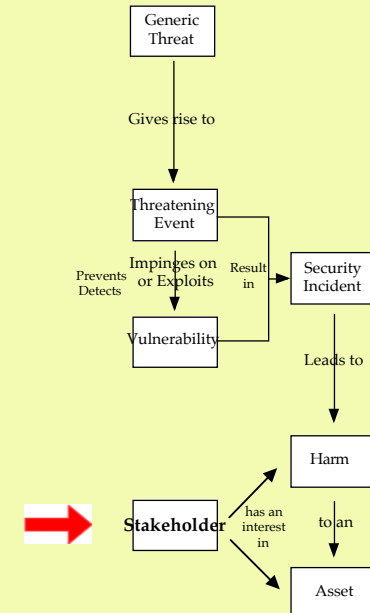 Generic
Threat
Gives rise to
Threatening
Event
Impinges on
or Exploits
Prevents
Detects
Result
in
Security
Incident
Vulnerability
Leads to
Harm
Stakeholder
has an
interest
in
to an
Asset